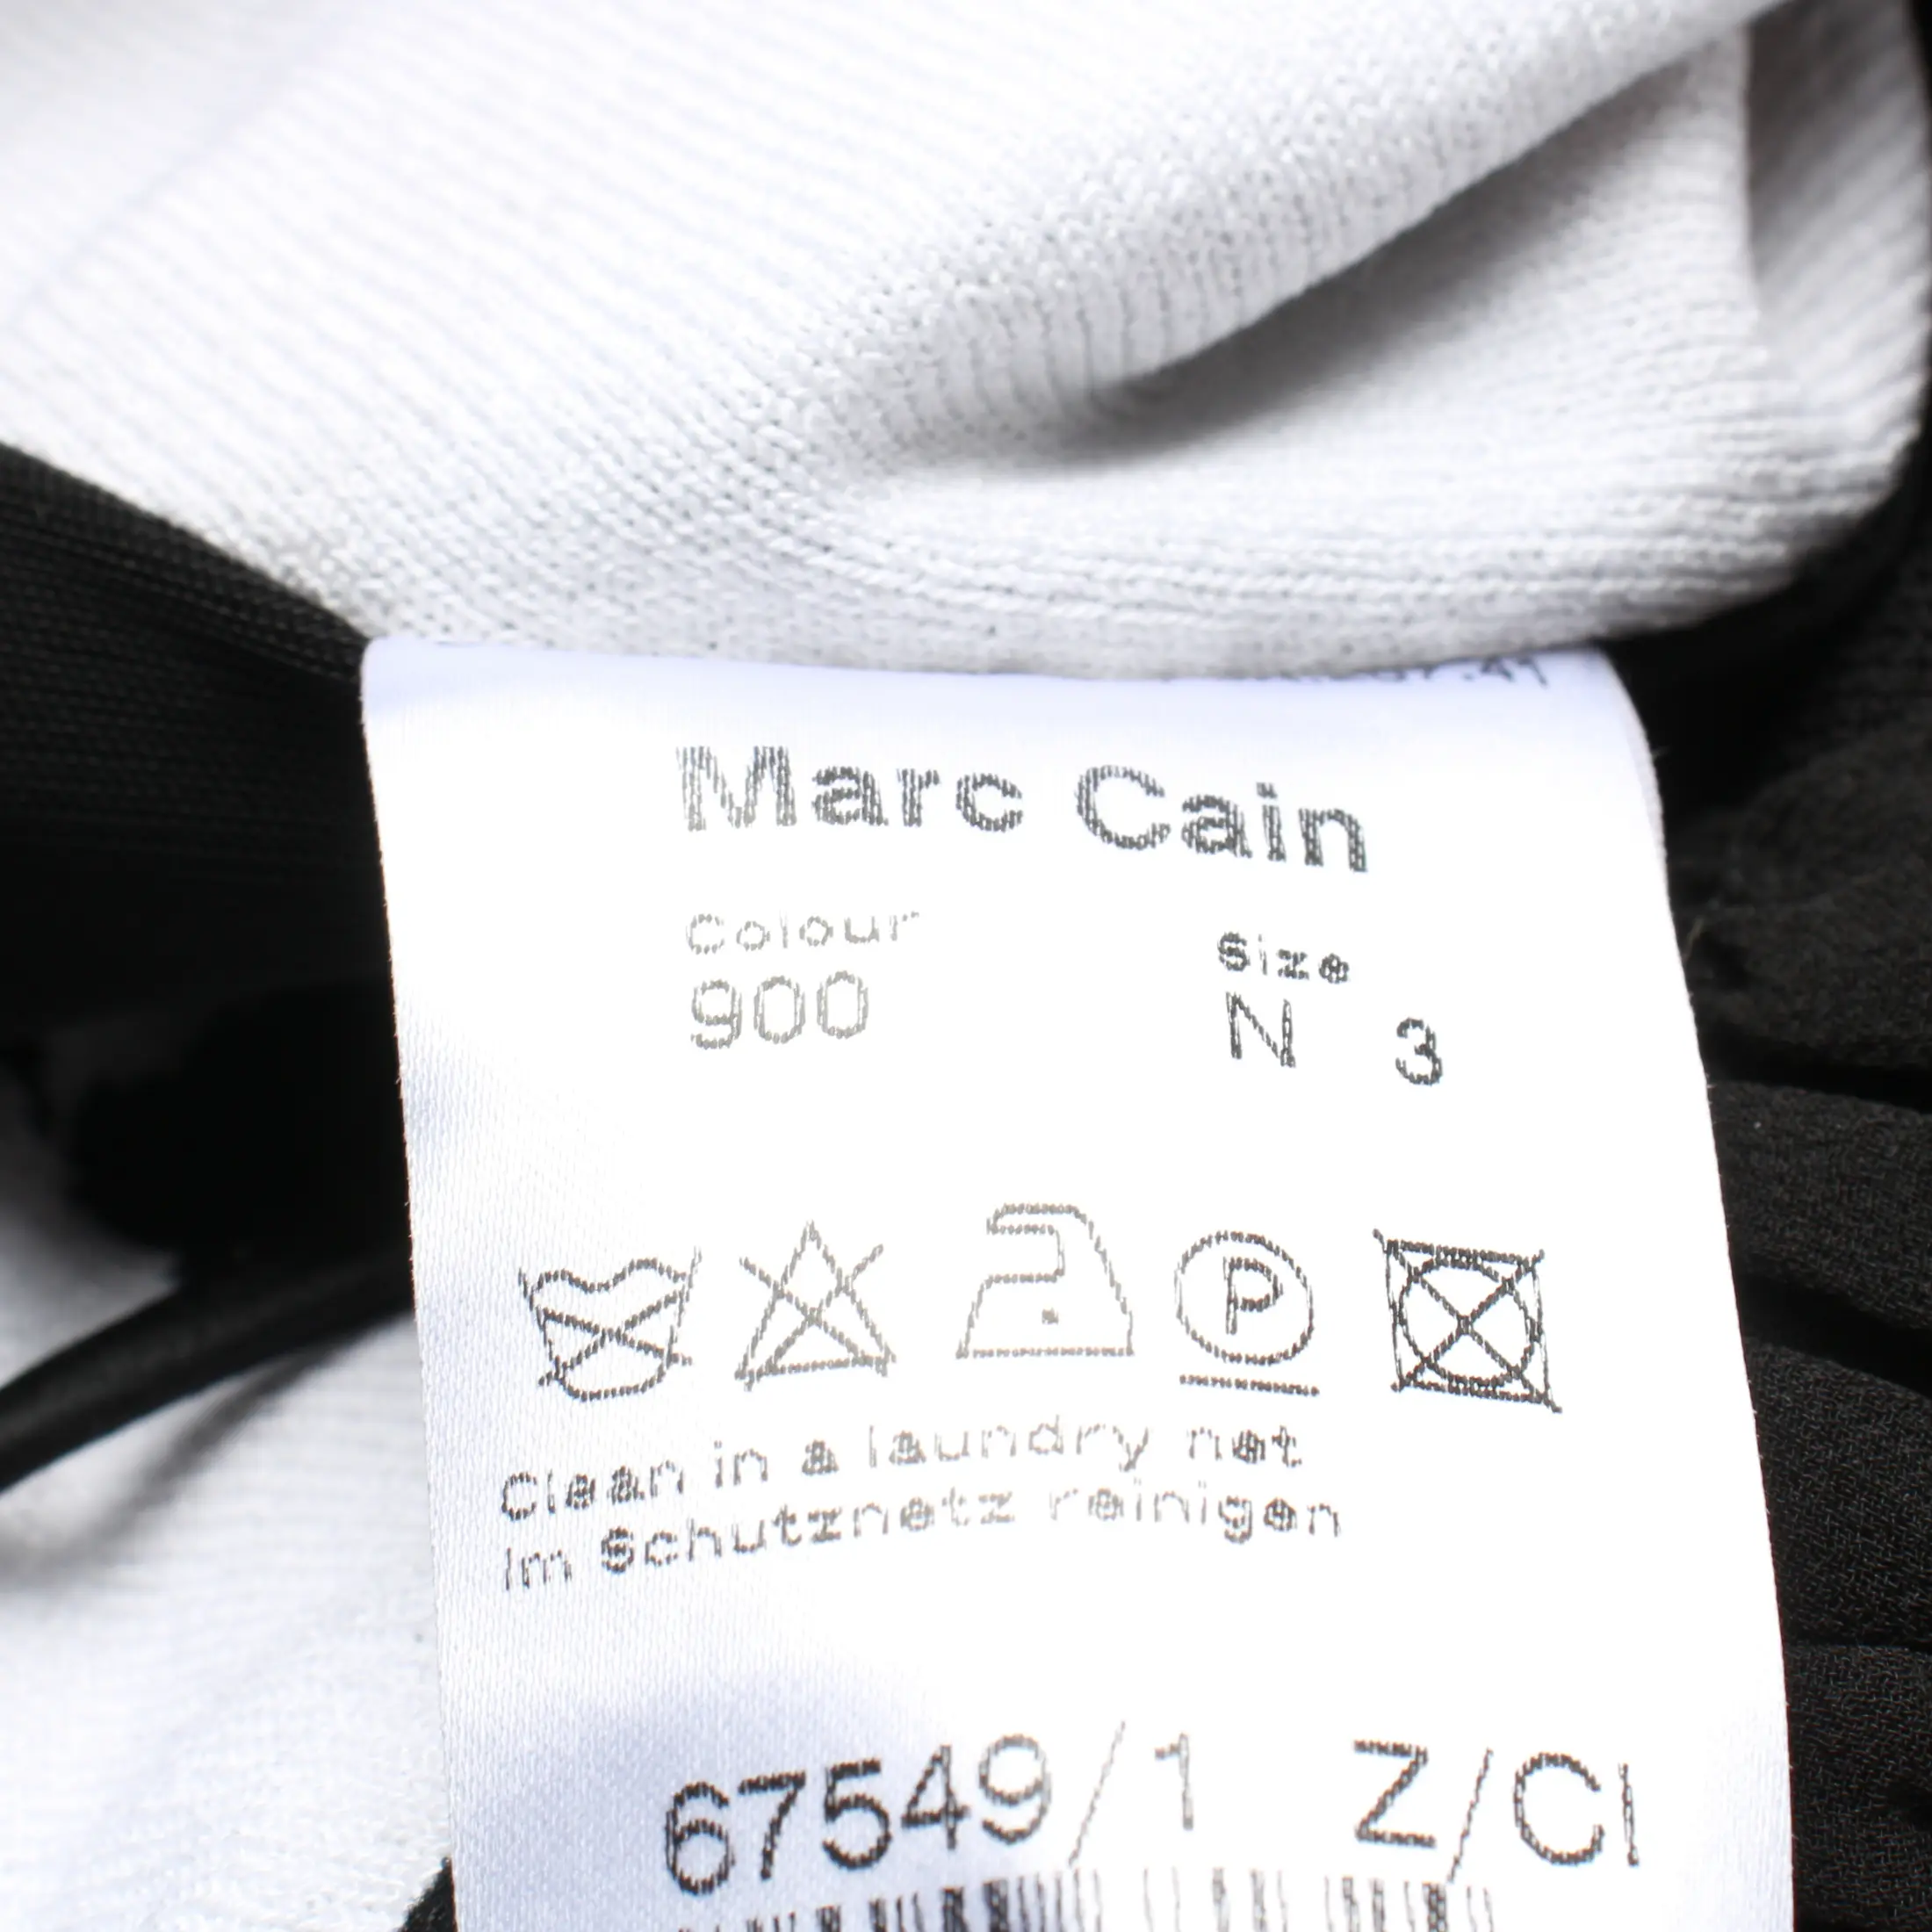 Marc Cain
Colour Size
900 N 3
P
Clean in a laundry net
Im Schutznetz reinigen
67549/1 Z/Cl